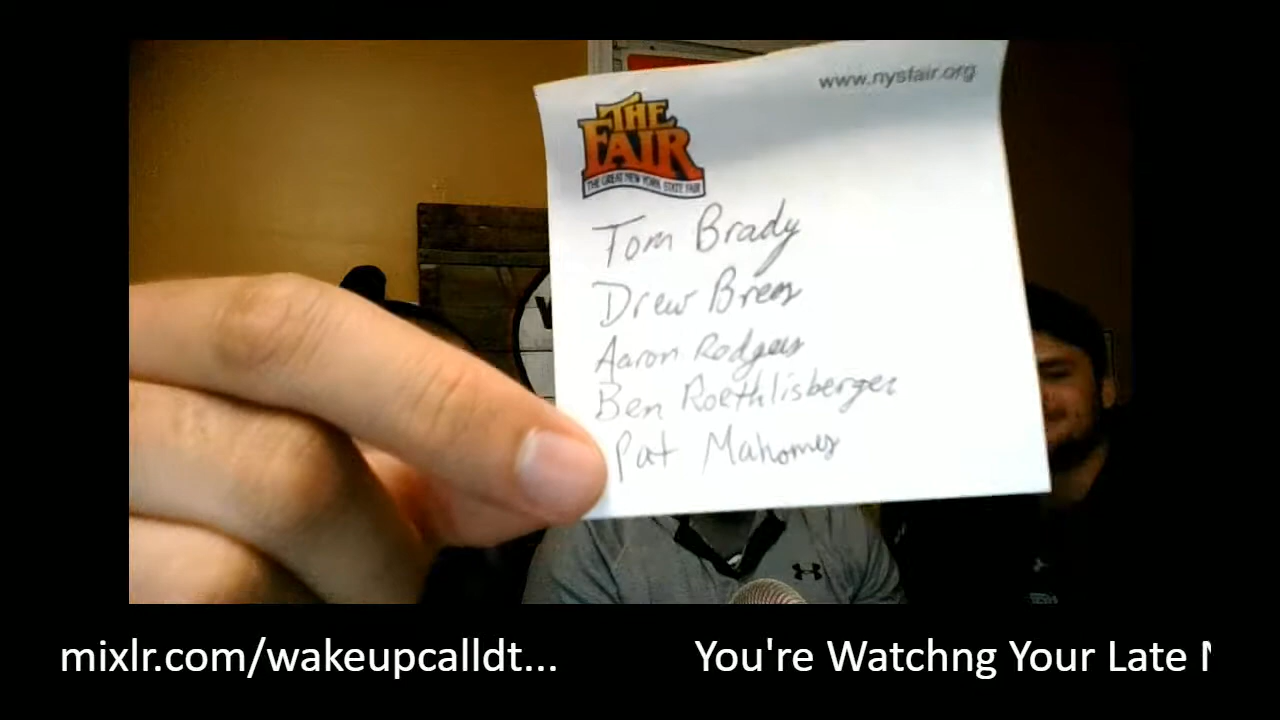 www.nysfair.org
THE
FAIR
THE GREAT NEW YORK STATE FAIR
Tom Brady
Drew Brees
Aaron Rodgers
Ben Roethlisberger
Pat Mahomes
mixlr.com/wakeupcalldt...
You're Watchng Your Late